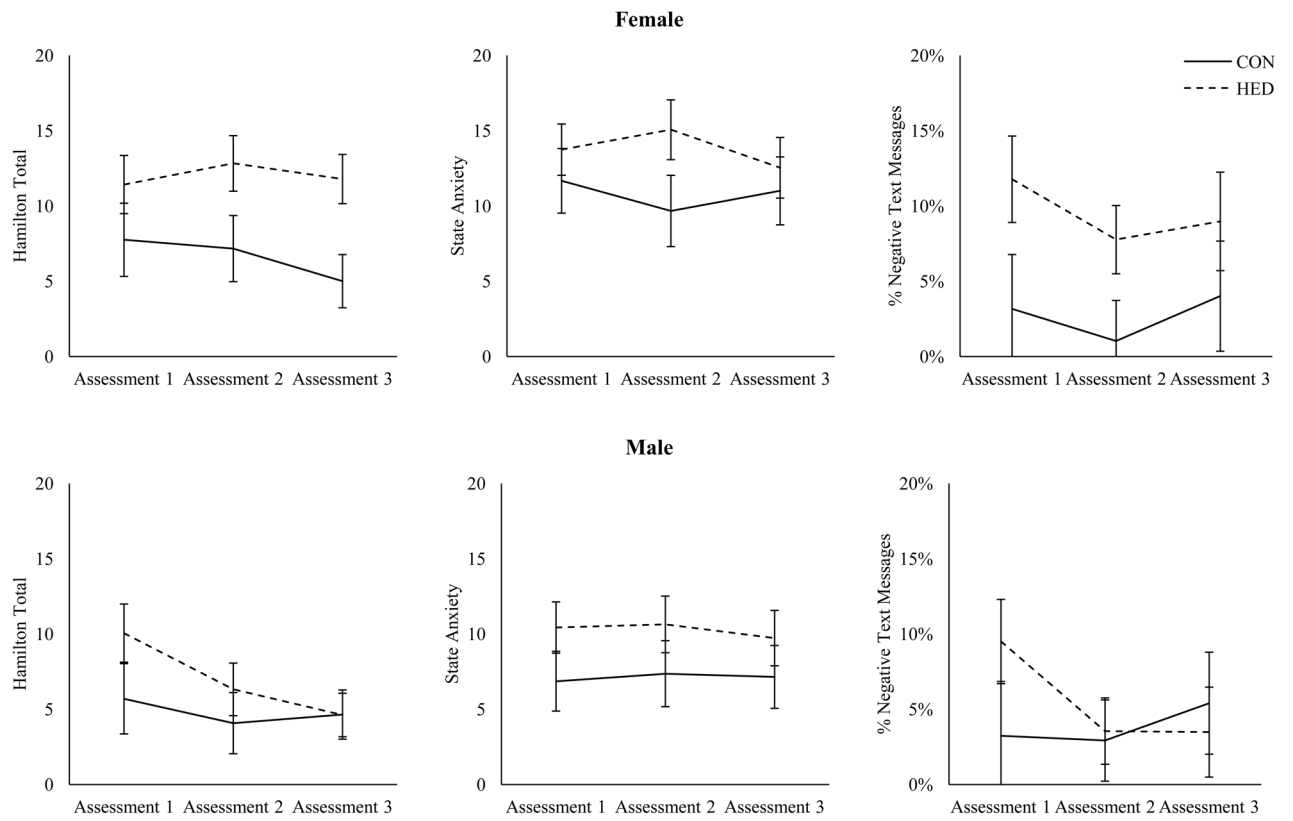 Female
Hamilton Total
20
15
10
5
0
Assessment 1 Assessment 2 Assessment 3
State Anxiety
20
15
10
5
0
Assessment 1 Assessment 2 Assessment 3
% Negative Text Messages
20%
15%
10%
5%
0%
Assessment 1 Assessment 2 Assessment 3
CON
HED
Male
Hamilton Total
20
15
10
5
0
Assessment 1 Assessment 2 Assessment 3
State Anxiety
20
15
10
5
0
Assessment 1 Assessment 2 Assessment 3
% Negative Text Messages
20%
15%
10%
5%
0%
Assessment 1 Assessment 2 Assessment 3